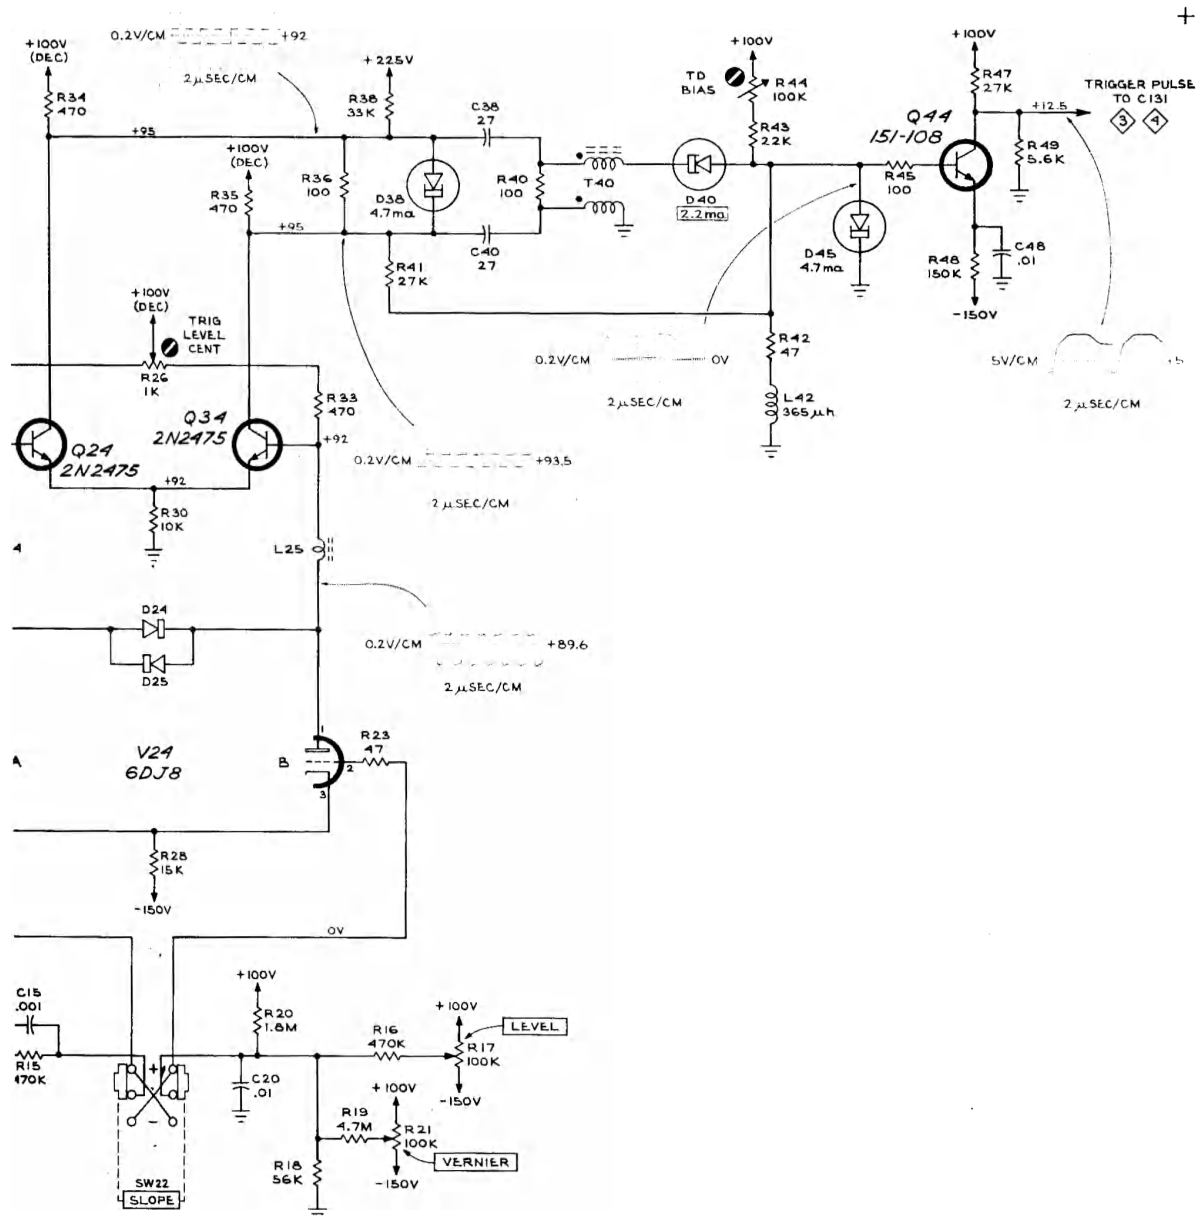 0.2V/CM +92
2 µSEC/CM
+100V
(DEC)
R34
470
+95
+225V
R38
33K
C38
27
+100V
(DEC)
R35
470
R36
100
D38
4.7ma
R40
100
T40
D40
2.2ma
+95
C40
27
R41
27K
+100V
TD
BIAS
R44
100K
R43
22K
R45
100
D45
4.7ma
Q44
151-108
+100V
R47
27K
+12.5
TRIGGER PULSE
TO C131
3 4
R49
5.6K
R48
150K
C48
.01
-150V
+100V
(DEC)
TRIG
LEVEL
CENT
R26
1K
R33
470
R42
47
L42
365µh
0.2V/CM 0V
2 µSEC/CM
5V/CM +5
2 µSEC/CM
Q24
2N2475
Q34
2N2475
+92
+92
R30
10K
0.2V/CM +93.5
2 µSEC/CM
L25
D24
D25
0.2V/CM +89.6
2 µSEC/CM
V24
6DJ8
B
1
2
3
R23
47
R28
15K
-150V
0V
C15
.001
R15
470K
+100V
R20
1.8M
C20
.01
R16
470K
+100V
LEVEL
R17
100K
-150V
+100V
R19
4.7M
R21
100K
VERNIER
-150V
R18
56K
+
-
SW22
SLOPE